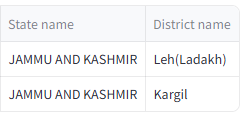 State name District name
JAMMU AND KASHMIR Leh(Ladakh)
JAMMU AND KASHMIR Kargil